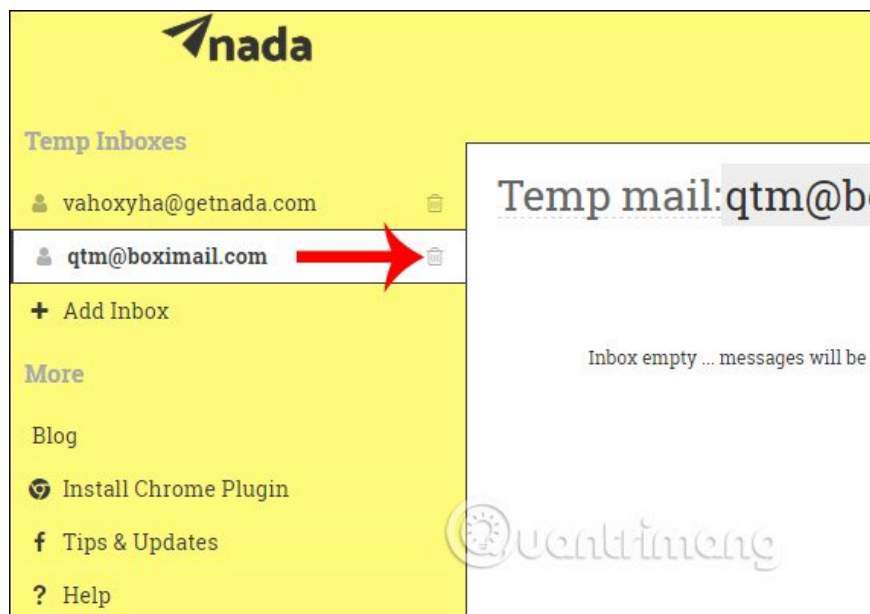 nada
Temp Inboxes
vahoxyha@getnada.com
qtm@boximail.com
+ Add Inbox
More
Blog
Install Chrome Plugin
f Tips & Updates
? Help
Temp mail:qtm@bo
Inbox empty ... messages will be
Quantrimang